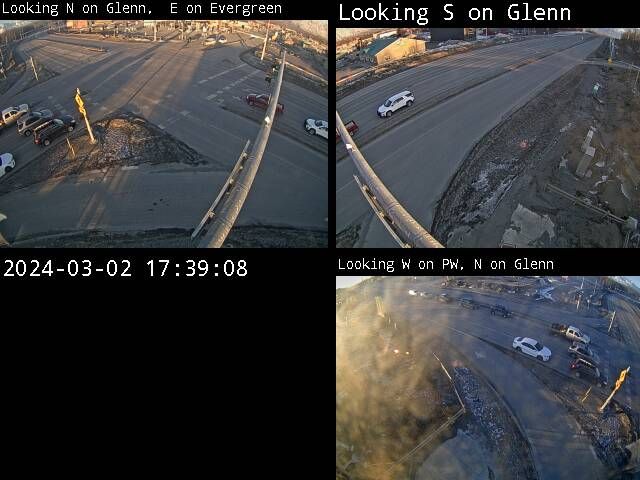 Looking N on Glenn, E on Evergreen
Looking S on Glenn
2024-03-02 17:39:08
Looking W on PW, N on Glenn